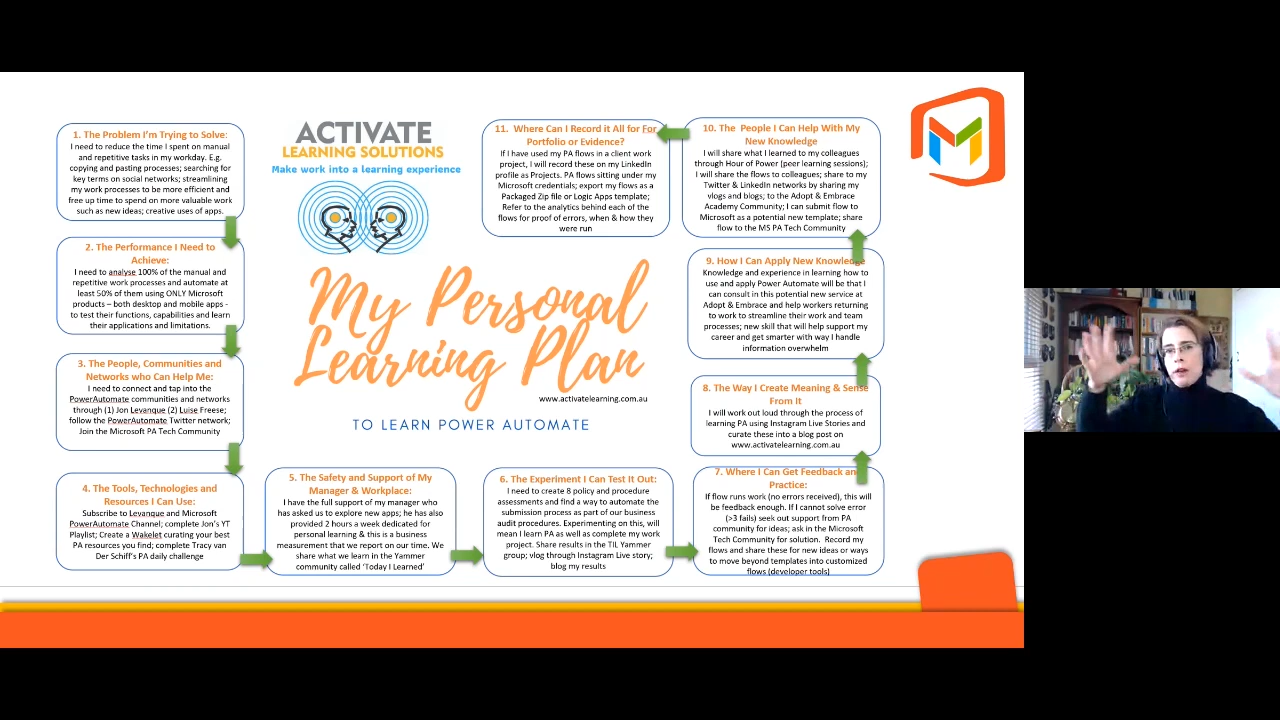 ACTIVATE
LEARNING SOLUTIONS
Make work into a learning experience
My Personal
Learning Plan
www.activatelearning.com.au
TO LEARN POWER AUTOMATE
1. The Problem I'm Trying to Solve:
I need to reduce the time I spent on manual
and repetitive tasks in my workday. E.g.
copying and pasting processes; searching for
key terms on social networks; streamlining
my work processes to be more efficient and
free up time to spend on more valuable work
such as new ideas; creative uses of apps.
2. The Performance I Need to
Achieve:
I need to analyse 100% of the manual and
repetitive work processes and automate at
least 50% of them using ONLY Microsoft
products – both desktop and mobile apps -
to test their functions, capabilities and learn
their applications and limitations.
3. The People, Communities and
Networks who Can Help Me:
I need to connect and tap into the
PowerAutomate communities and networks
through (1) Jon Levanque (2) Luise Freese;
follow the PowerAutomate Twitter network;
Join the Microsoft PA Tech Community
4. The Tools, Technologies and
Resources I Can Use:
Subscribe to Levanque and Microsoft
PowerAutomate Channel; complete Jon's YT
Playlist; Create a Wakelet curating your best
PA resources you find; complete Tracy van
Der Schiff's PA daily challenge
5. The Safety and Support of My
Manager & Workplace:
I have the full support of my manager who
has asked us to explore new apps; he has also
provided 2 hours a week dedicated for
personal learning & this is a business
measurement that we report on our time. We
share what we learn in the Yammer
community called 'Today I Learned'
6. The Experiment I Can Test It Out:
I need to create 8 policy and procedure
assessments and find a way to automate the
submission process as part of our business
audit procedures. Experimenting on this, will
mean I learn PA as well as complete my work
project. Share results in the TIL Yammer
group; vlog through Instagram Live story;
blog my results
7. Where I Can Get Feedback and
Practice:
If flow runs work (no errors received), this will
be feedback enough. If I cannot solve error
(>3 fails) seek out support from PA
community for ideas; ask in the Microsoft
Tech Community for solution. Record my
flows and share these for new ideas or ways
to move beyond templates into customized
flows (developer tools)
8. The Way I Create Meaning & Sense
From It
I will work out loud through the process of
learning PA using Instagram Live Stories and
curate these into a blog post on
www.activatelearning.com.au
9. How I Can Apply New Knowledge
Knowledge and experience in learning how to
use and apply Power Automate will be that I
can consult in this potential new service at
Adopt & Embrace and help workers returning
to work to streamline their work and team
processes; new skill that will help support my
career and get smarter with way I handle
information overwhelm
10. The People I Can Help With My
New Knowledge
I will share what I learned to my colleagues
through Hour of Power (peer learning sessions);
I will share the flows to colleagues; share to my
Twitter & LinkedIn networks by sharing my
vlogs and blogs; to the Adopt & Embrace
Academy Community; I can submit flow to
Microsoft as a potential new template; share
flow to the MS PA Tech Community
11. Where Can I Record it All for For
Portfolio or Evidence?
If I have used my PA flows in a client work
project, I will record these on my LinkedIn
profile as Projects. PA flows sitting under my
Microsoft credentials; export my flows as a
Packaged Zip file or Logic Apps template;
Refer to the analytics behind each of the
flows for proof of errors, when & how they
were run